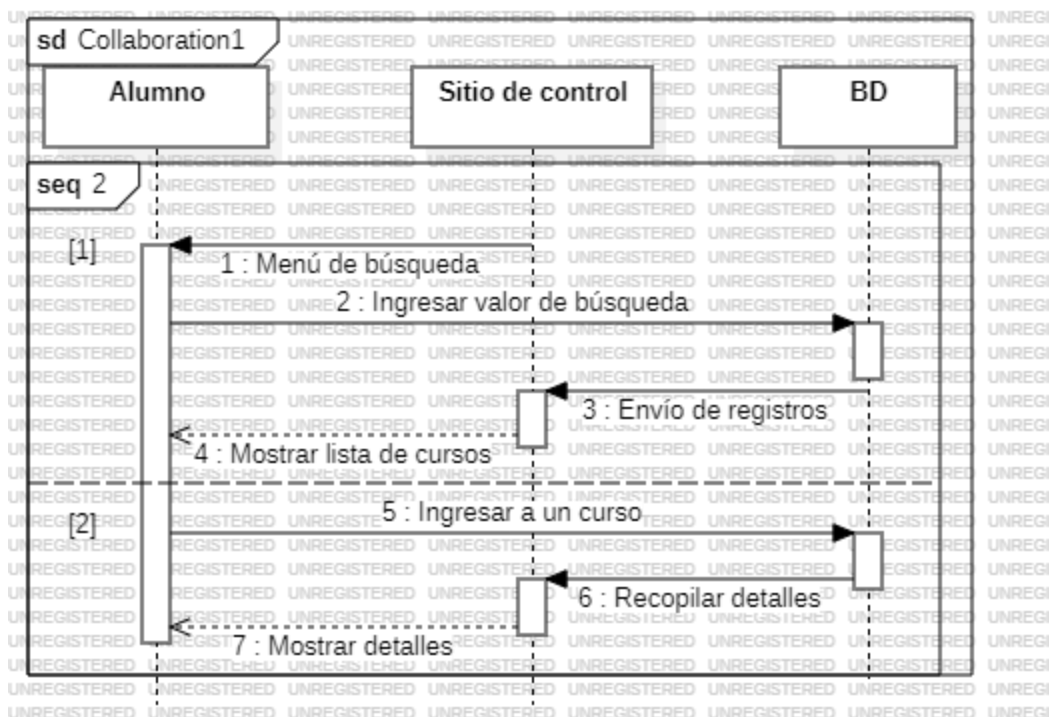 sd Collaboration1
Alumno
Sitio de control
BD
seq 2
[1]
1 : Menú de búsqueda
2 : Ingresar valor de búsqueda
3 : Envío de registros
4 : Mostrar lista de cursos
[2]
5 : Ingresar a un curso
6 : Recopilar detalles
7 : Mostrar detalles
UNREGISTERED